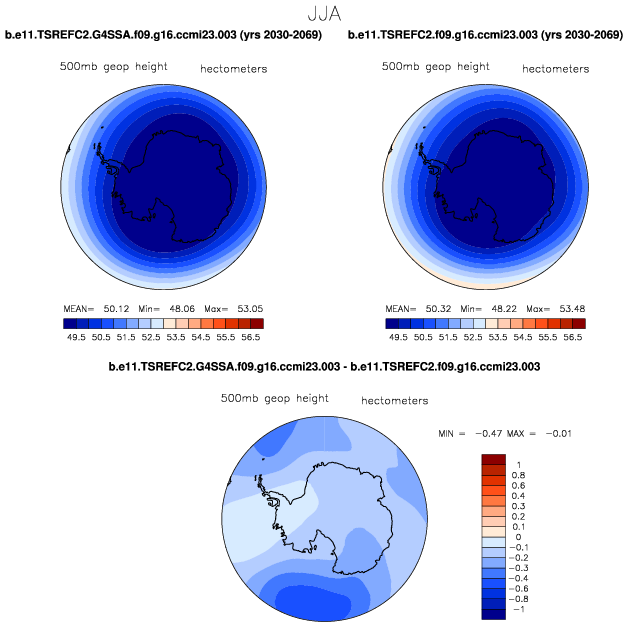 JJA
b.e11.TSREFC2.G4SSA.f09.g16.ccmi23.003 (yrs 2030-2069) b.e11.TSREFC2.f09.g16.ccmi23.003 (yrs 2030-2069)
500mb geop height hectometers 500mb geop height hectometers
MEAN= 50.12 Min= 48.06 Max= 53.05 MEAN= 50.32 Min= 48.22 Max= 53.48
49.5 50.5 51.5 52.5 53.5 54.5 55.5 56.5 49.5 50.5 51.5 52.5 53.5 54.5 55.5 56.5
b.e11.TSREFC2.G4SSA.f09.g16.ccmi23.003 - b.e11.TSREFC2.f09.g16.ccmi23.003
500mb geop height hectometers
MIN = -0.47 MAX = -0.01
1
0.8
0.6
0.4
0.3
0.2
0.1
0
-0.1
-0.2
-0.3
-0.4
-0.6
-0.8
-1